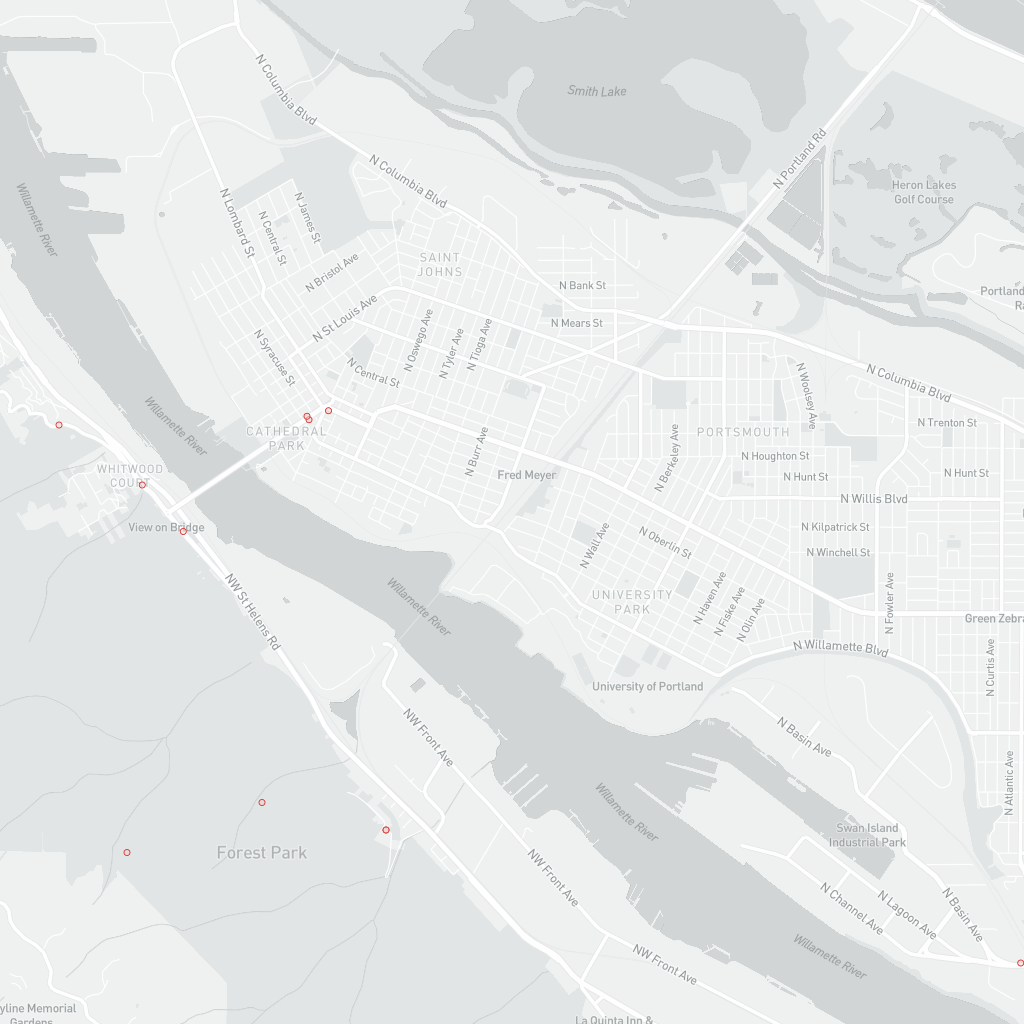 Smith Lake
N Columbia Blvd
N Portland Rd
N Columbia Blvd
Heron Lakes
Golf Course
Willamette River
N Lombard St
N James St
N Central St
SAINT
JOHNS
N Bristol Ave
N Bank St
Portland
Ra
N St Louis Ave
N Mears St
N Oswego Ave
N Tyler Ave
N Tioga Ave
N Syracuse St
N Central St
N Columbia Blvd
N Woolsey Ave
Willamette River
N Trenton St
CATHEDRAL
PARK
PORTSMOUTH
N Burr Ave
N Berkeley Ave
N Houghton St
WHITWOOD
COURT
Fred Meyer
N Hunt St
N Hunt St
N Willis Blvd
View on Bridge
N Kilpatrick St
N Wall Ave
N Oberlin St
N Winchell St
NW St Helens Rd
Willamette River
UNIVERSITY
PARK
N Haven Ave
N Fiske Ave
N Olin Ave
N Fowler Ave
Green Zebra
N Willamette Blvd
N Curtis Ave
University of Portland
NW Front Ave
N Basin Ave
N Atlantic Ave
Willamette River
Swan Island
Industrial Park
Forest Park
NW Front Ave
N Channel Ave
N Lagoon Ave
N Basin Ave
Willamette River
NW Front Ave
yline Memorial
Gardens
La Quinta Inn &